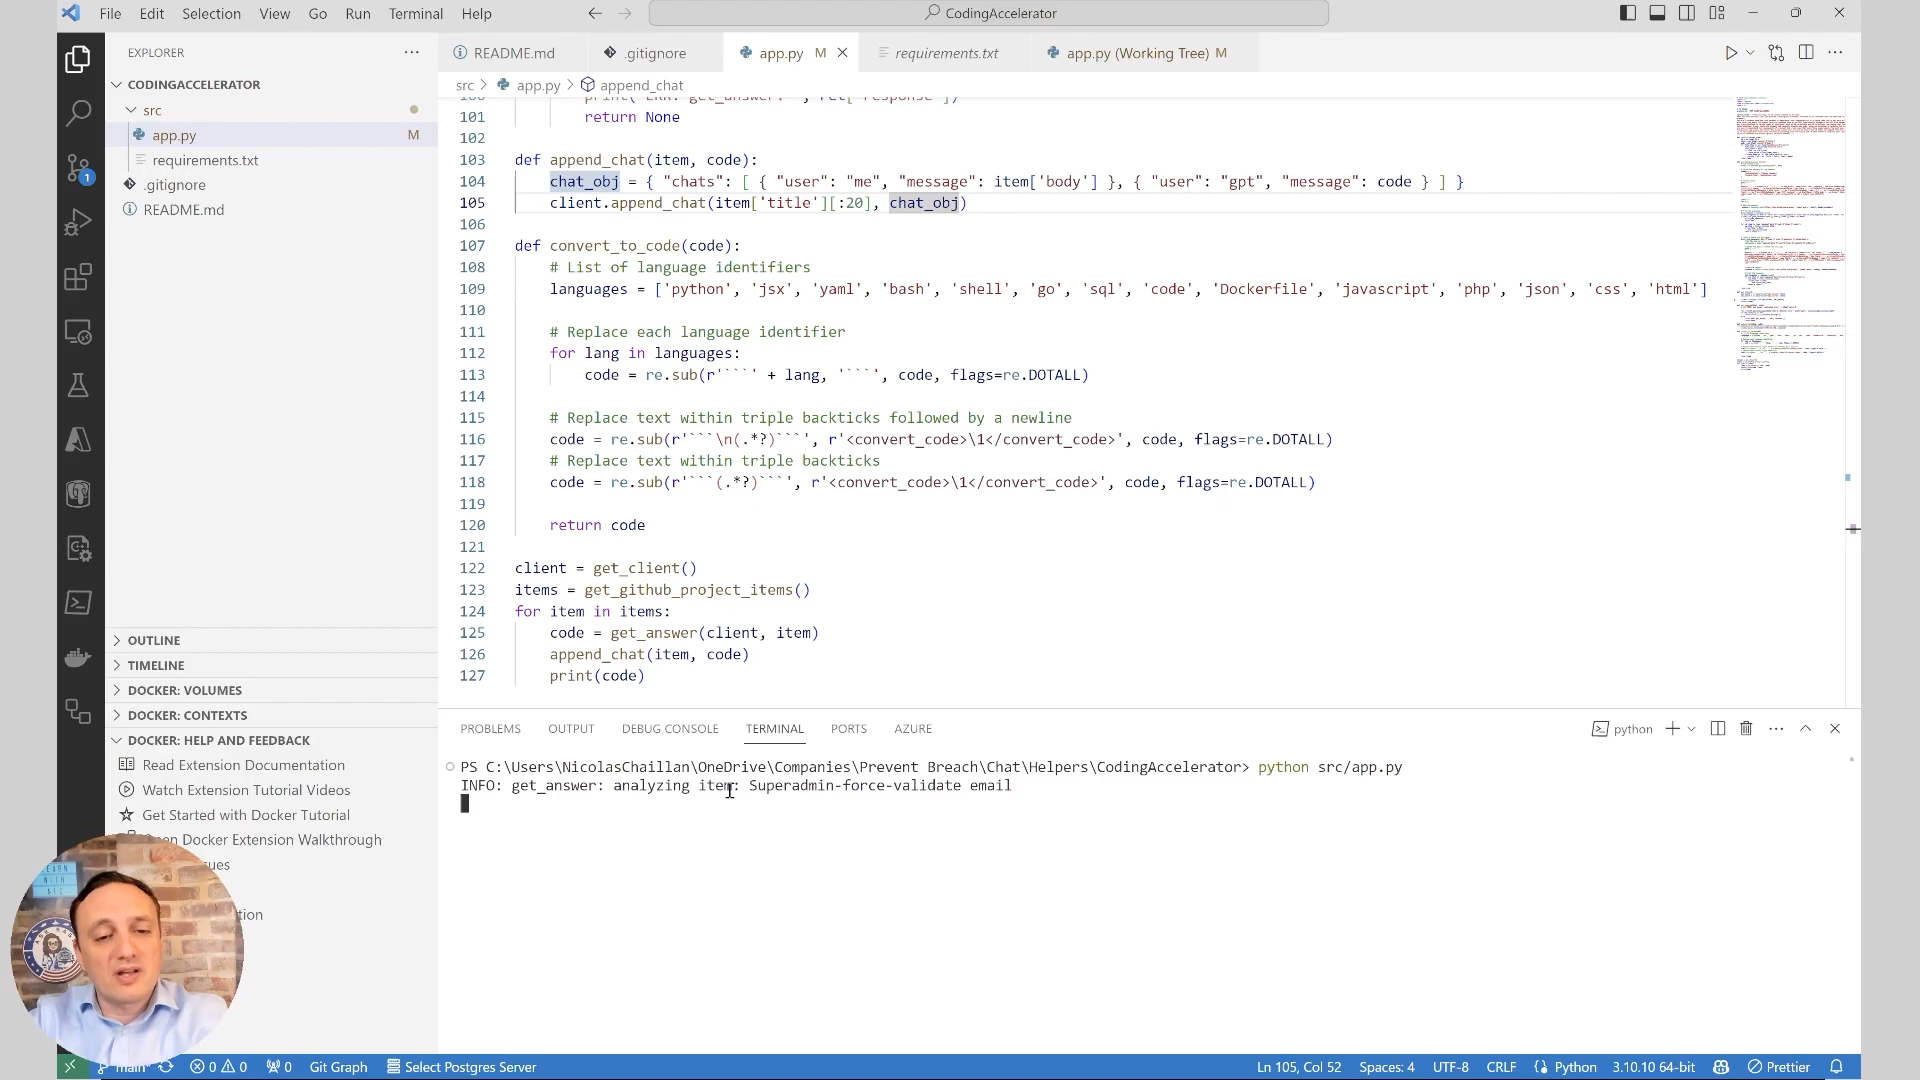 File Edit Selection View Go Run Terminal Help
CodingAccelerator
EXPLORER
CODINGACCELERATOR
src
app.py M
requirements.txt
.gitignore
README.md
OUTLINE
TIMELINE
DOCKER: VOLUMES
DOCKER: CONTEXTS
DOCKER: HELP AND FEEDBACK
Read Extension Documentation
Watch Extension Tutorial Videos
Get Started with Docker Tutorial
Docker Extension Walkthrough
LEARN
WITH
NIC
README.md .gitignore app.py M requirements.txt app.py (Working Tree) M
src > app.py > append_chat
101 return None
102
103 def append_chat(item, code):
104 chat_obj = { "chats": [ { "user": "me", "message": item['body'] }, { "user": "gpt", "message": code } ] }
105 client.append_chat(item['title'][:20], chat_obj)
106
107 def convert_to_code(code):
108 # List of language identifiers
109 languages = ['python', 'jsx', 'yaml', 'bash', 'shell', 'go', 'sql', 'code', 'Dockerfile', 'javascript', 'php', 'json', 'css', 'html']
110
111 # Replace each language identifier
112 for lang in languages:
113 code = re.sub(r'```' + lang, '```', code, flags=re.DOTALL)
114
115 # Replace text within triple backticks followed by a newline
116 code = re.sub(r'```\n(.*?)```', r'<convert_code>\1</convert_code>', code, flags=re.DOTALL)
117 # Replace text within triple backticks
118 code = re.sub(r'```(.*?)```', r'<convert_code>\1</convert_code>', code, flags=re.DOTALL)
119
120 return code
121
122 client = get_client()
123 items = get_github_project_items()
124 for item in items:
125 code = get_answer(client, item)
126 append_chat(item, code)
127 print(code)
PROBLEMS OUTPUT DEBUG CONSOLE TERMINAL PORTS AZURE
python
PS C:\Users\NicolasChaillan\OneDrive\Companies\Prevent Breach\Chat\Helpers\CodingAccelerator> python src/app.py
INFO: get_answer: analyzing item: Superadmin-force-validate email
main* 0 0 0 Git Graph Select Postgres Server
Ln 105, Col 52 Spaces: 4 UTF-8 CRLF Python 3.10.10 64-bit Prettier